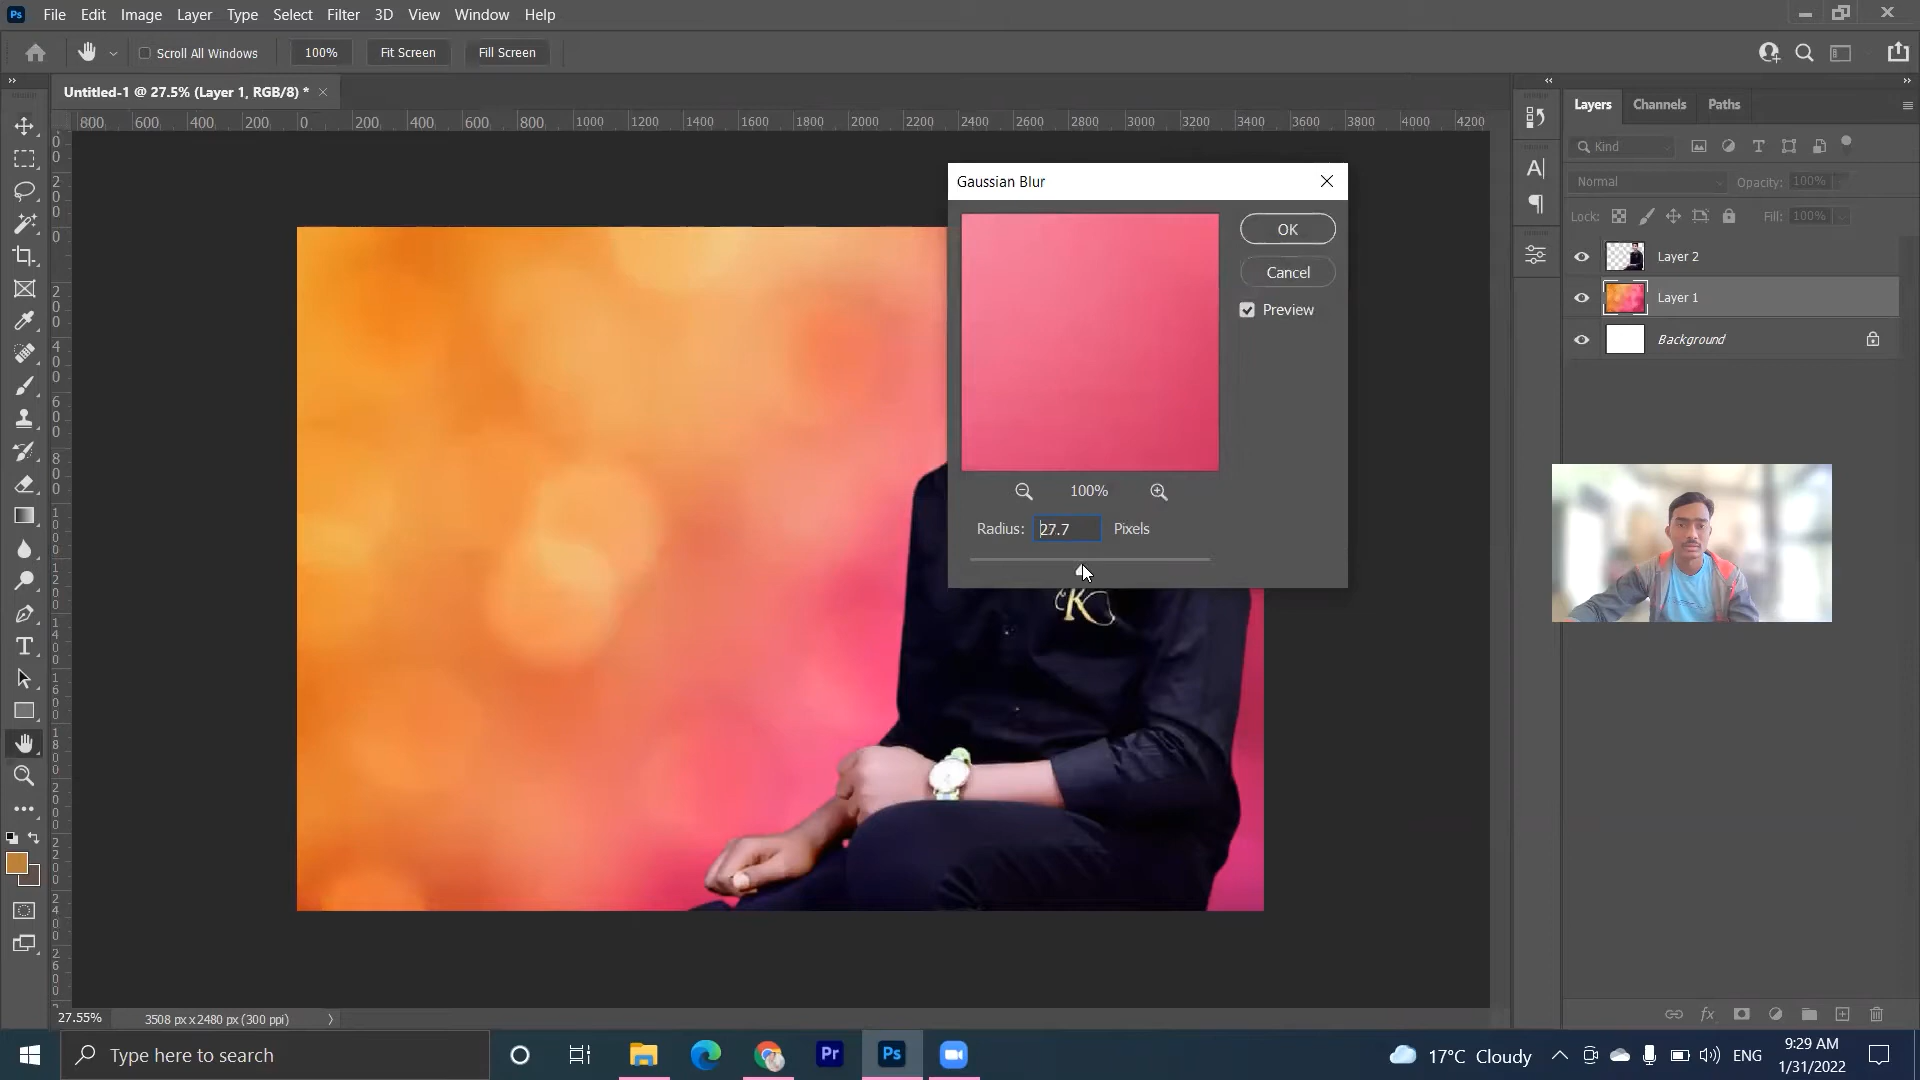 Ps File Edit Image Layer Type Select Filter 3D View Window Help
Scroll All Windows 100% Fit Screen Fill Screen
Untitled-1 @ 27.5% (Layer 1, RGB/8) *
800 600 400 200 0 200 400 600 800 1000 1200 1400 1600 1800 2000 2200 2400 2600 2800 3000 3200 3400 3600 3800 4000 4200
Layers Channels Paths
Kind
Normal Opacity: 100%
Lock: Fill: 100%
Layer 2
Layer 1
Background
Gaussian Blur
OK
Cancel
Preview
100%
Radius: 27.7 Pixels
K
27.55% 3508 px x 2480 px (300 ppi)
Type here to search
Pr Ps
17°C Cloudy ENG
9:29 AM
1/31/2022